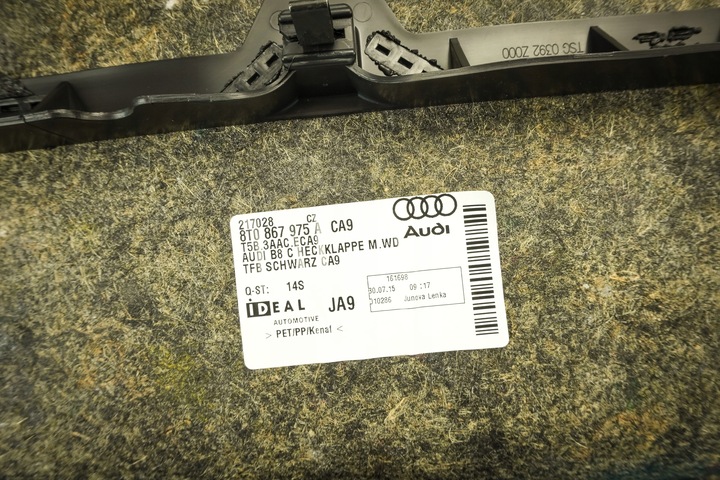 TSG 0392 Z000
217028 CZ
8T0 867 975 A CA9
T5B.3AAC.ECA9
AUDI B8 C HECKKLAPPE M.WD
TFB SCHWARZ CA9
Audi
Q-ST: 14S
IDEAL JA9
AUTOMOTIVE
> PET/PP/Kenaf <
161698
30.07.15 09:17
010286 Junova Lenka